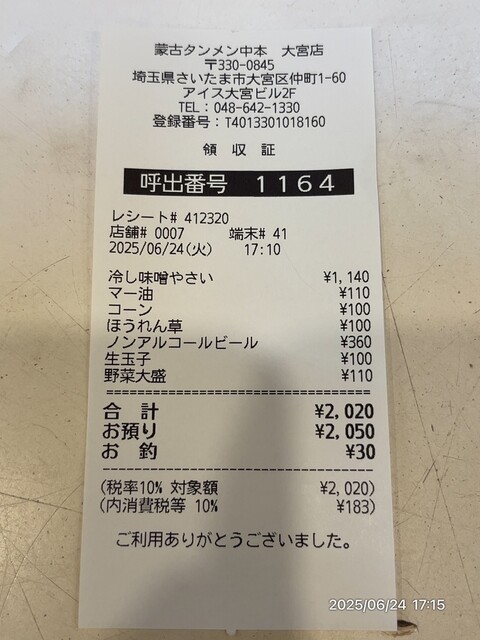 蒙古タンメン中本 大宮店
〒330-0845
埼玉県さいたま市大宮区仲町1-60
アイス大宮ビル2F
TEL：048-642-1330
登録番号：T4013301018160
領 収 証
呼出番号 1164
レシート# 412320
店舗# 0007 端末# 41
2025/06/24(火) 17:10
冷し味噌やさい ¥1,140
マー油 ¥110
コーン ¥100
ほうれん草 ¥100
ノンアルコールビール ¥360
生玉子 ¥100
野菜大盛 ¥110
合 計 ¥2,020
お預り ¥2,050
お 釣 ¥30
(税率10% 対象額 ¥2,020)
(内消費税等 10% ¥183)
ご利用ありがとうございました。
2025/06/24 17:15